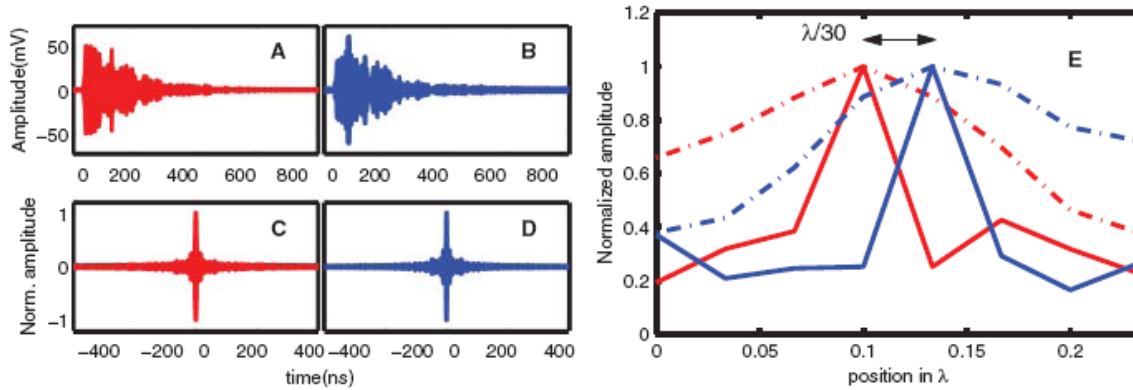 A
B
Amplitude(mV)
50
0
−50
0 200 400 600 800
0 200 400 600 800
C
D
Norm. amplitude
1
0
−1
−400 −200 0 200 400
−400 −200 0 200 400
time(ns)
E
λ/30
Normalized amplitude
1.2
1
0.8
0.6
0.4
0.2
0
0 0.05 0.1 0.15 0.2
position in λ